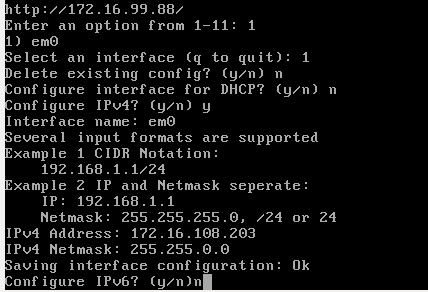 http://172.16.99.88/
Enter an option from 1-11: 1
1) em0
Select an interface (q to quit): 1
Delete existing config? (y/n) n
Configure interface for DHCP? (y/n) n
Configure IPv4? (y/n) y
Interface name: em0
Several input formats are supported
Example 1 CIDR Notation:
    192.168.1.1/24
Example 2 IP and Netmask seperate:
    IP: 192.168.1.1
    Netmask: 255.255.255.0, /24 or 24
IPv4 Address: 172.16.108.203
IPv4 Netmask: 255.255.0.0
Saving interface configuration: Ok
Configure IPv6? (y/n)n